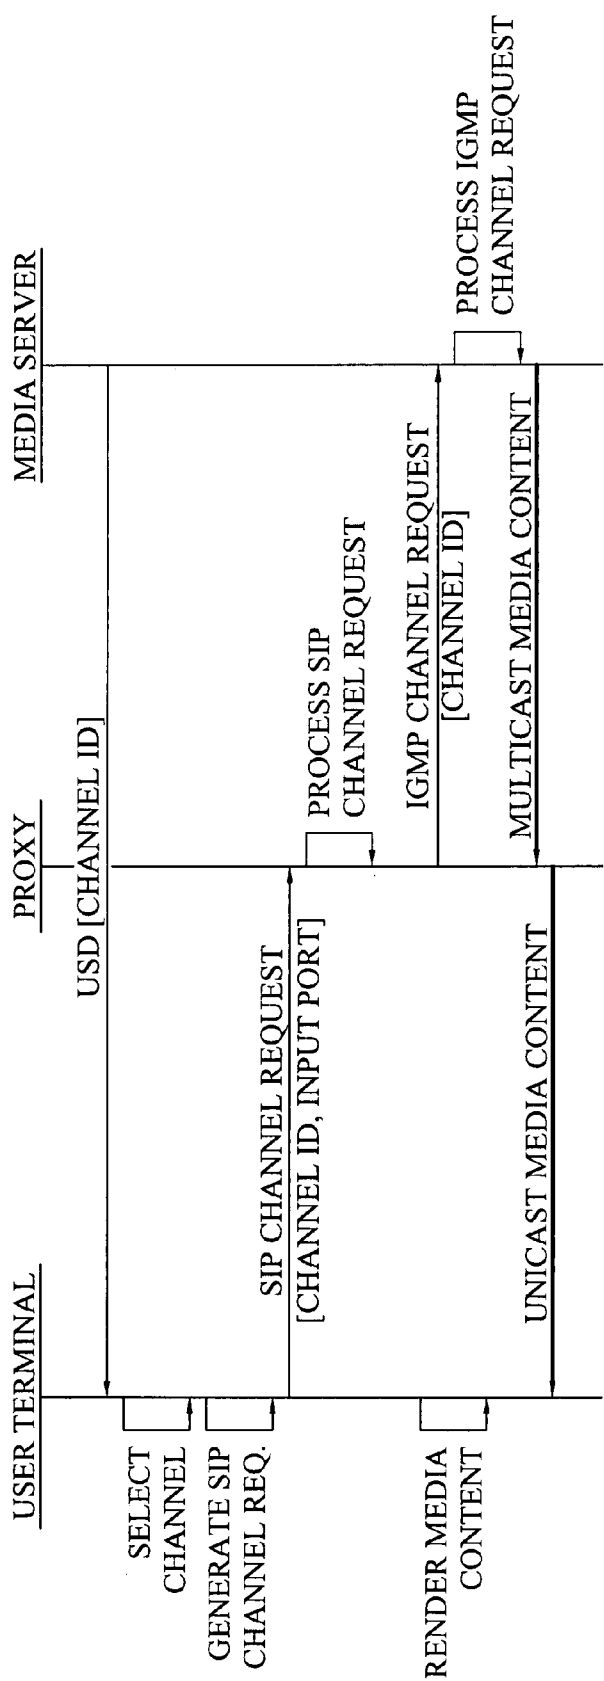 USER TERMINAL
PROXY
MEDIA SERVER
USD [CHANNEL ID]
SELECT
CHANNEL
GENERATE SIP
CHANNEL REQ.
SIP CHANNEL REQUEST
[CHANNEL ID, INPUT PORT]
PROCESS SIP
CHANNEL REQUEST
IGMP CHANNEL REQUEST
[CHANNEL ID]
PROCESS IGMP
CHANNEL REQUEST
RENDER MEDIA
CONTENT
MULTICAST MEDIA CONTENT
UNICAST MEDIA CONTENT